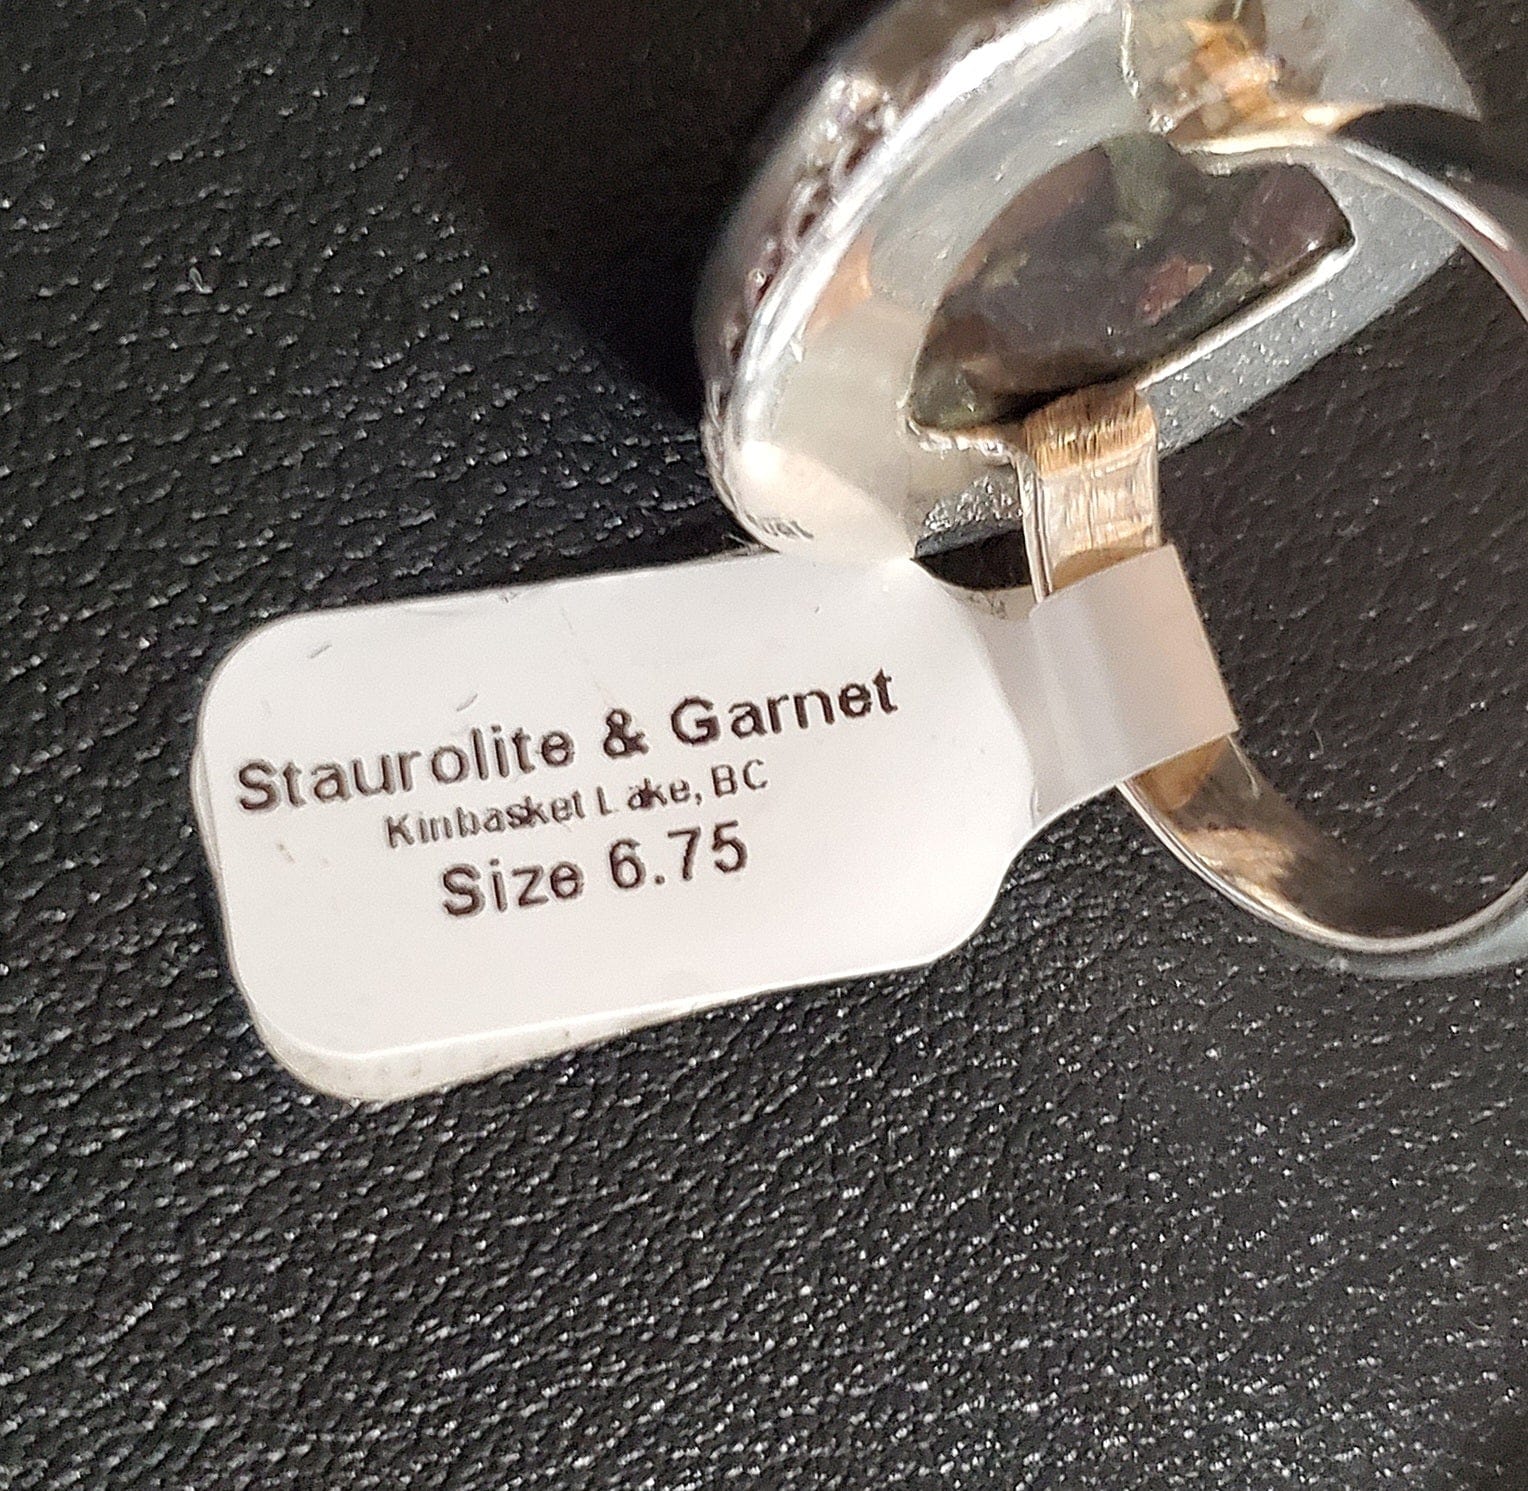 Staurolite & Garnet
Kinbasket Lake, BC
Size 6.75